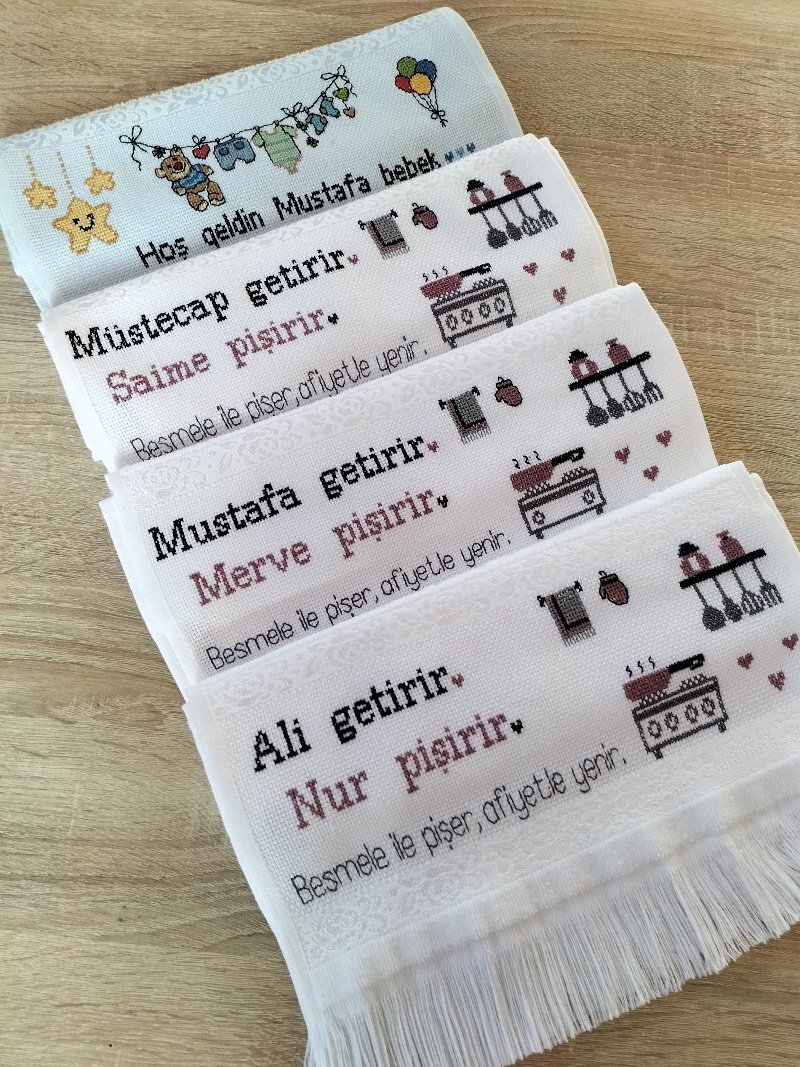 Hoş geldin Mustafa bebek
Müstecap getirir
Saime pişirir
Besmele ile pişer, afiyetle yenir.
Mustafa getirir
Merve pişirir
Besmele ile pişer, afiyetle yenir.
Ali getirir
Nur pişirir
Besmele ile pişer, afiyetle yenir.